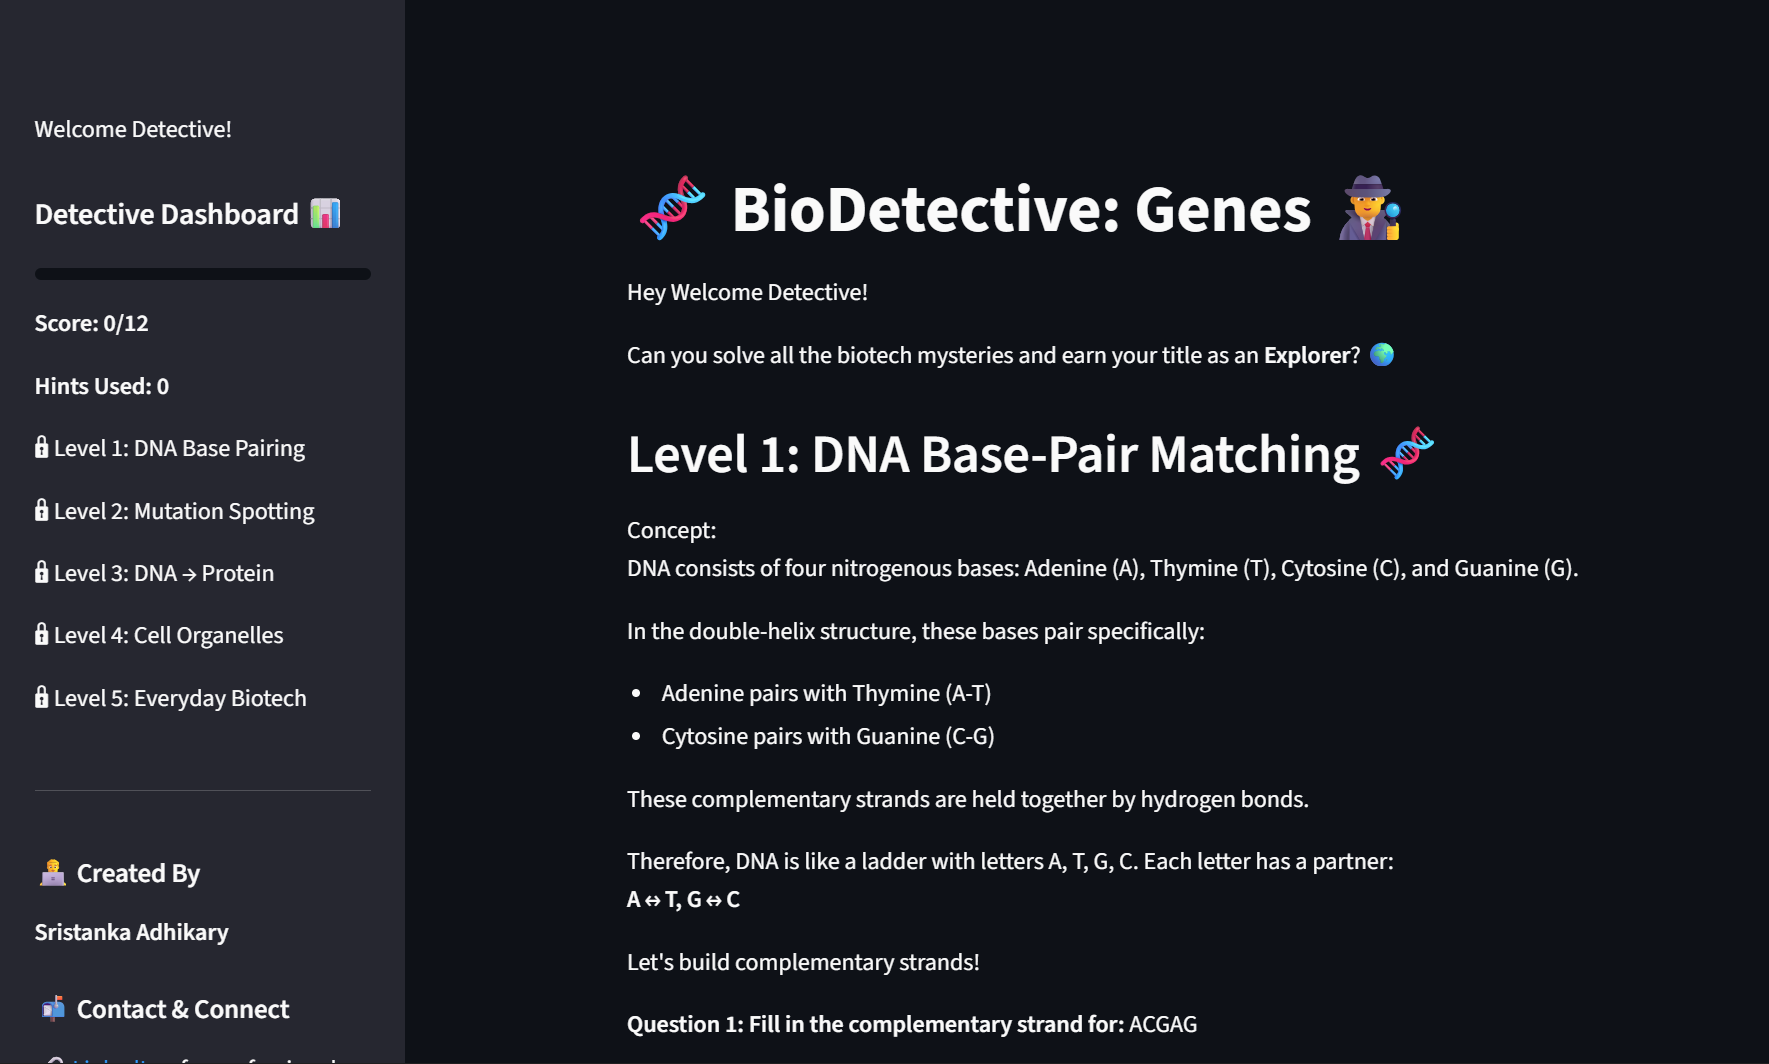 Welcome Detective!
Detective Dashboard
Score: 0/12
Hints Used: 0
Level 1: DNA Base Pairing
Level 2: Mutation Spotting
Level 3: DNA → Protein
Level 4: Cell Organelles
Level 5: Everyday Biotech
Created By
Sristanka Adhikary
Contact & Connect
BioDetective: Genes
Hey Welcome Detective!
Can you solve all the biotech mysteries and earn your title as an Explorer?
Level 1: DNA Base-Pair Matching
Concept:
DNA consists of four nitrogenous bases: Adenine (A), Thymine (T), Cytosine (C), and Guanine (G).
In the double-helix structure, these bases pair specifically:
• Adenine pairs with Thymine (A-T)
• Cytosine pairs with Guanine (C-G)
These complementary strands are held together by hydrogen bonds.
Therefore, DNA is like a ladder with letters A, T, G, C. Each letter has a partner:
A ↔ T, G ↔ C
Let's build complementary strands!
Question 1: Fill in the complementary strand for: ACGAG